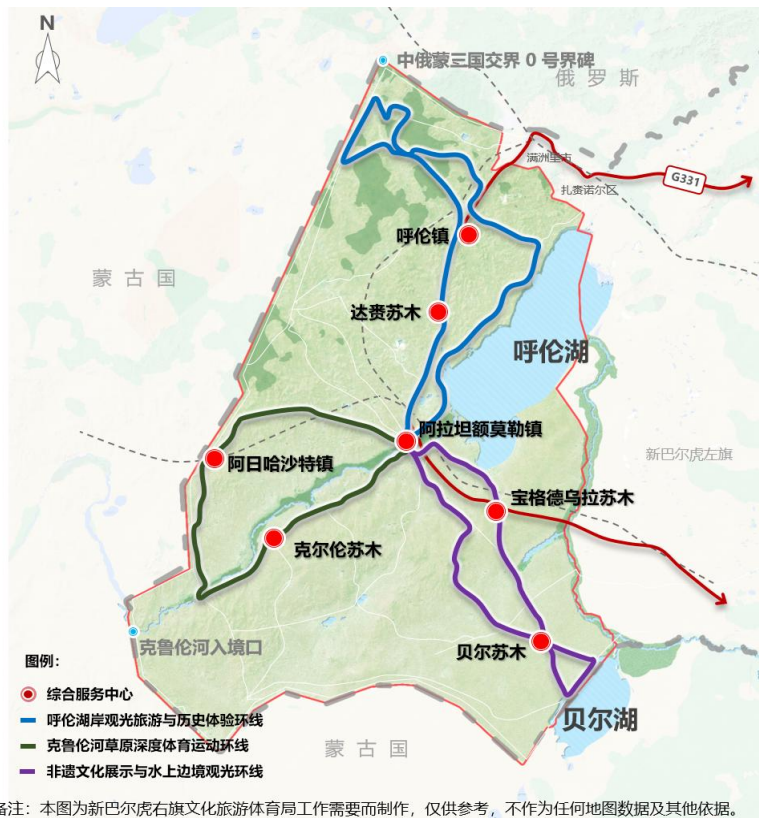 N
中俄蒙三国交界 0 号界碑
俄罗斯
满洲里市
G331
扎赉诺尔区
呼伦镇
蒙古国
达赉苏木
呼伦湖
阿拉坦额莫勒镇
阿日哈沙特镇
新巴尔虎左旗
宝格德乌拉苏木
克尔伦苏木
克鲁伦河入境口
贝尔苏木
图例：
综合服务中心
贝尔湖
呼伦湖岸观光旅游与历史体验环线
克鲁伦河草原深度体育运动环线
蒙古国
非遗文化展示与水上边境观光环线
备注：本图为新巴尔虎右旗文化旅游体育局工作需要而制作，仅供参考，不作为任何地图数据及其他依据。